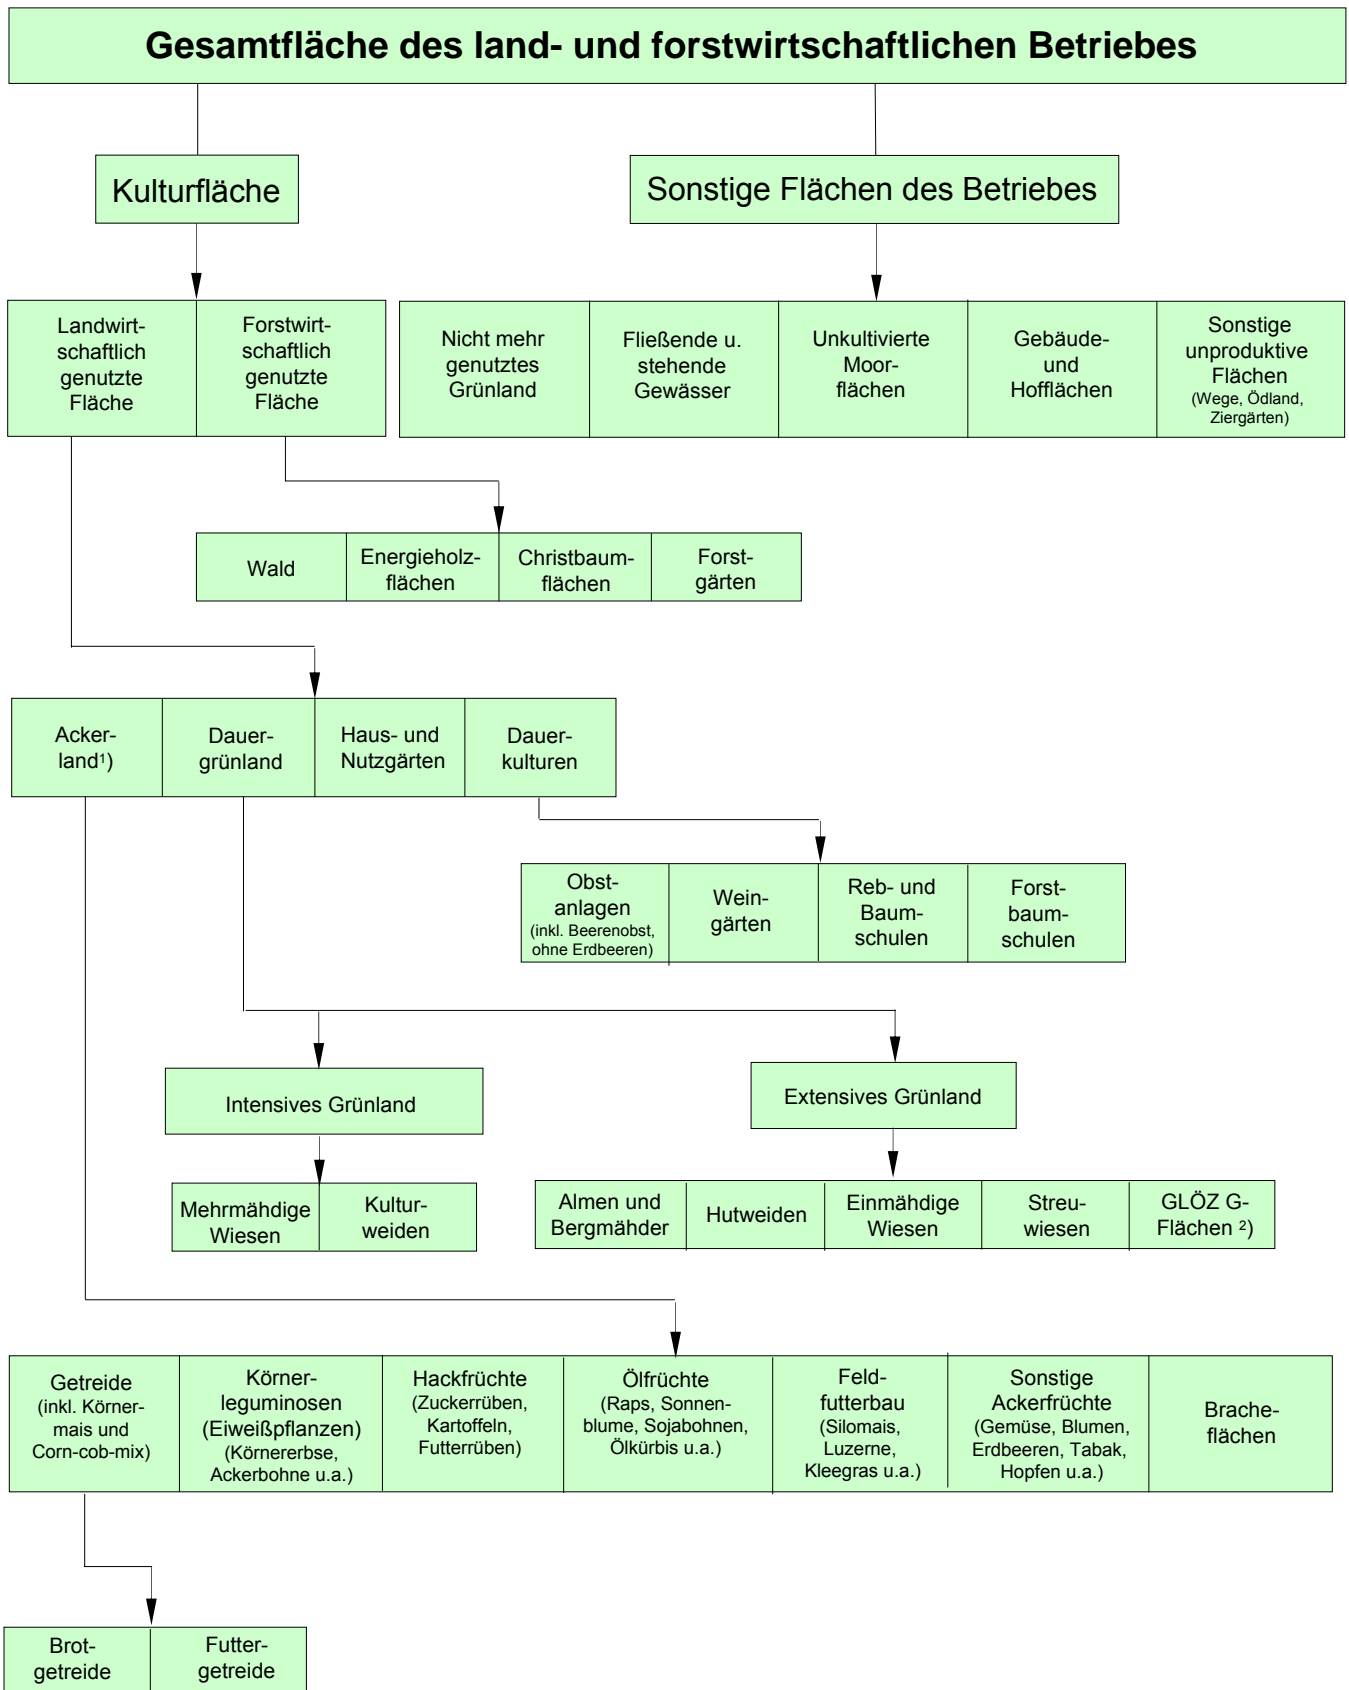 Gesamtfläche des land- und forstwirtschaftlichen Betriebes
Kulturfläche
Sonstige Flächen des Betriebes
Landwirt-
schaftlich
genutzte
Fläche
Forstwirt-
schaftlich
genutzte
Fläche
Nicht mehr
genutztes
Grünland
Fließende u.
stehende
Gewässer
Unkultivierte
Moor-
flächen
Gebäude-
und
Hofflächen
Sonstige
unproduktive
Flächen
(Wege, Ödland,
Ziergärten)
Wald
Energieholz-
flächen
Christbaum-
flächen
Forst-
gärten
Acker-
land¹)
Dauer-
grünland
Haus- und
Nutzgärten
Dauer-
kulturen
Obst-
anlagen
(inkl. Beerenobst,
ohne Erdbeeren)
Wein-
gärten
Reb- und
Baum-
schulen
Forst-
baum-
schulen
Intensives Grünland
Extensives Grünland
Mehrmähdige
Wiesen
Kultur-
weiden
Almen und
Bergmähder
Hutweiden
Einmähdige
Wiesen
Streu-
wiesen
GLÖZ G-
Flächen ²)
Getreide
(inkl. Körner-
mais und
Corn-cob-mix)
Körner-
leguminosen
(Eiweißpflanzen)
(Körnererbse,
Ackerbohne u.a.)
Hackfrüchte
(Zuckerrüben,
Kartoffeln,
Futterrüben)
Ölfrüchte
(Raps, Sonnen-
blume, Sojabohnen,
Ölkürbis u.a.)
Feld-
futterbau
(Silomais,
Luzerne,
Kleegras u.a.)
Sonstige
Ackerfrüchte
(Gemüse, Blumen,
Erdbeeren, Tabak,
Hopfen u.a.)
Brache-
flächen
Brot-
getreide
Futter-
getreide